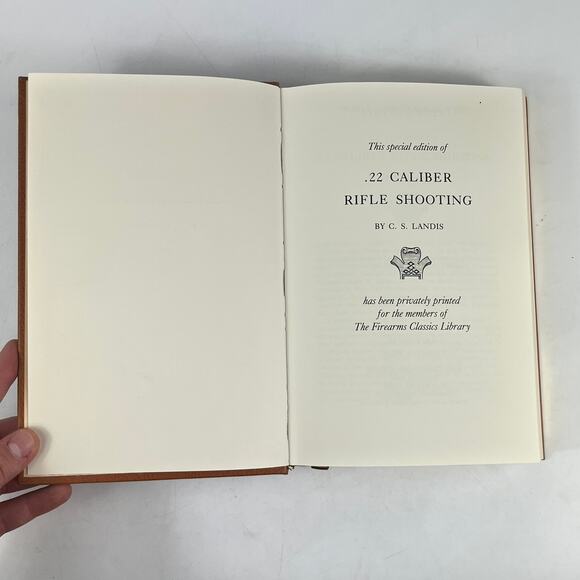 This special edition of
.22 CALIBER
RIFLE SHOOTING
BY C. S. LANDIS
has been privately printed
for the members of
The Firearms Classics Library